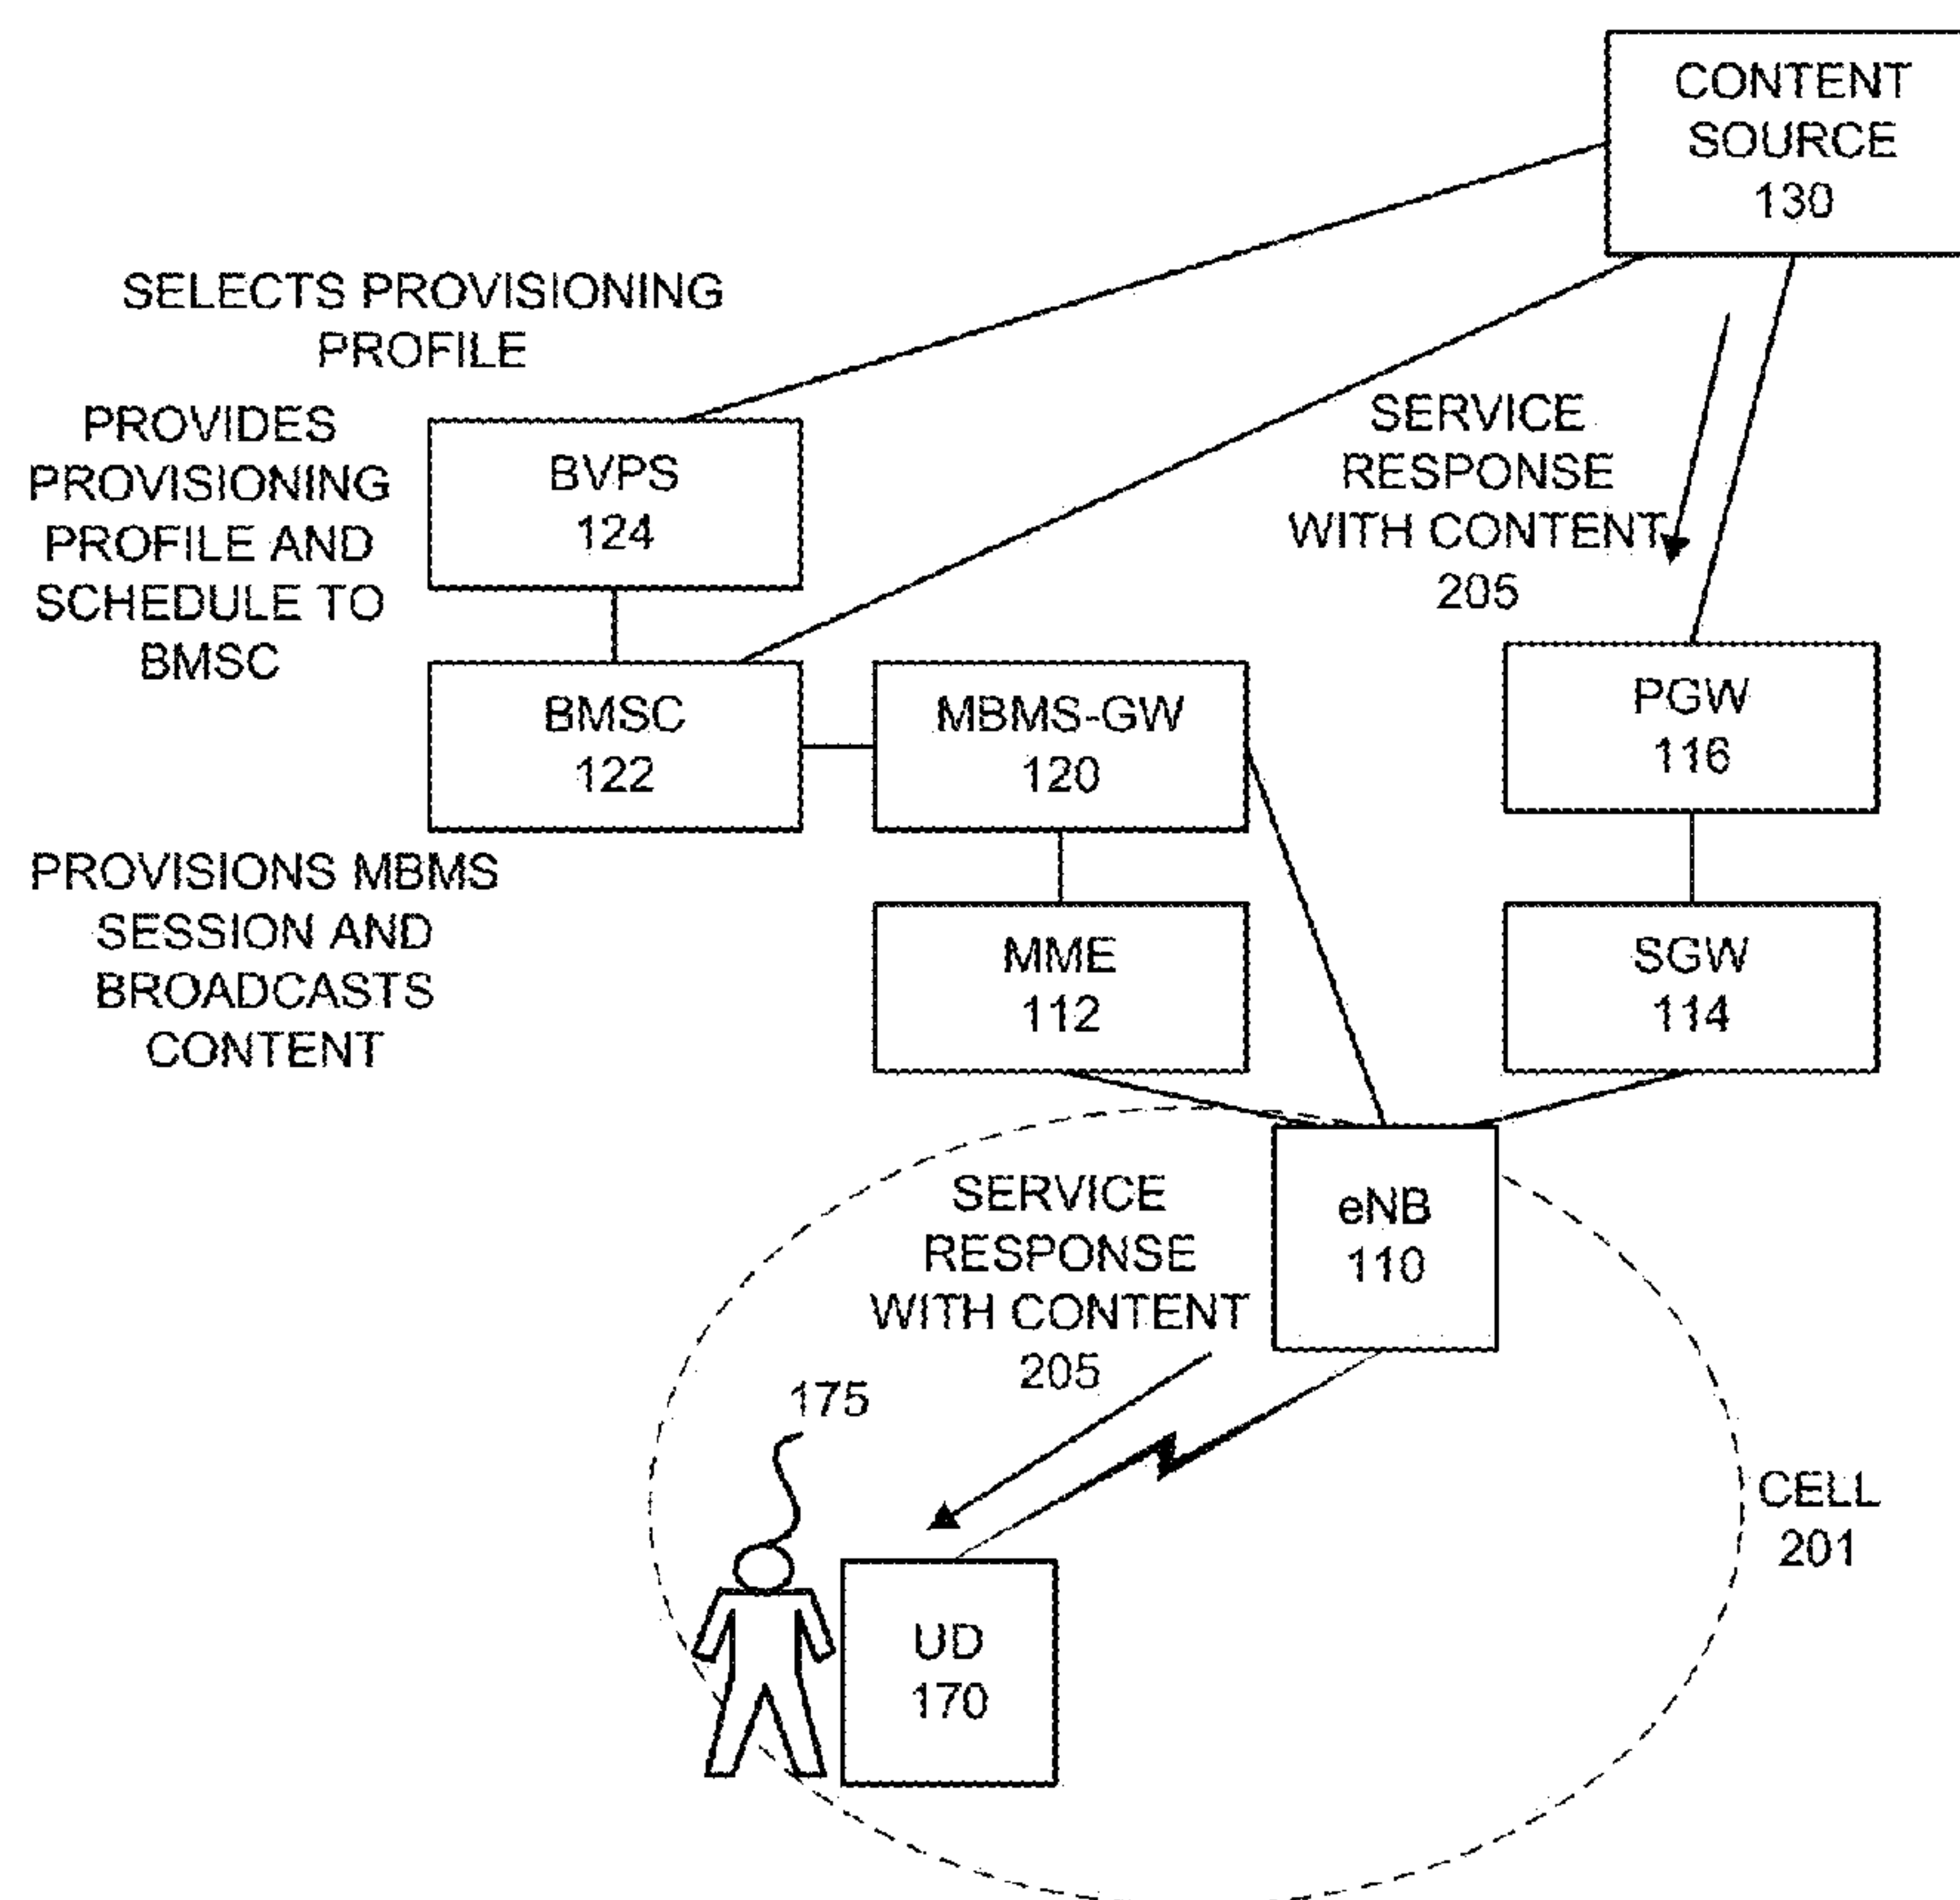 CONTENT
SOURCE
130
SELECTS PROVISIONING
PROFILE
PROVIDES
PROVISIONING
PROFILE AND
SCHEDULE TO
BMSC
BVPS
124
SERVICE
RESPONSE
WITH CONTENT
205
BMSC
122
MBMS-GW
120
PGW
116
PROVISIONS MBMS
SESSION AND
BROADCASTS
CONTENT
MME
112
SGW
114
SERVICE
RESPONSE
WITH CONTENT
205
eNB
110
175
CELL
201
UD
170